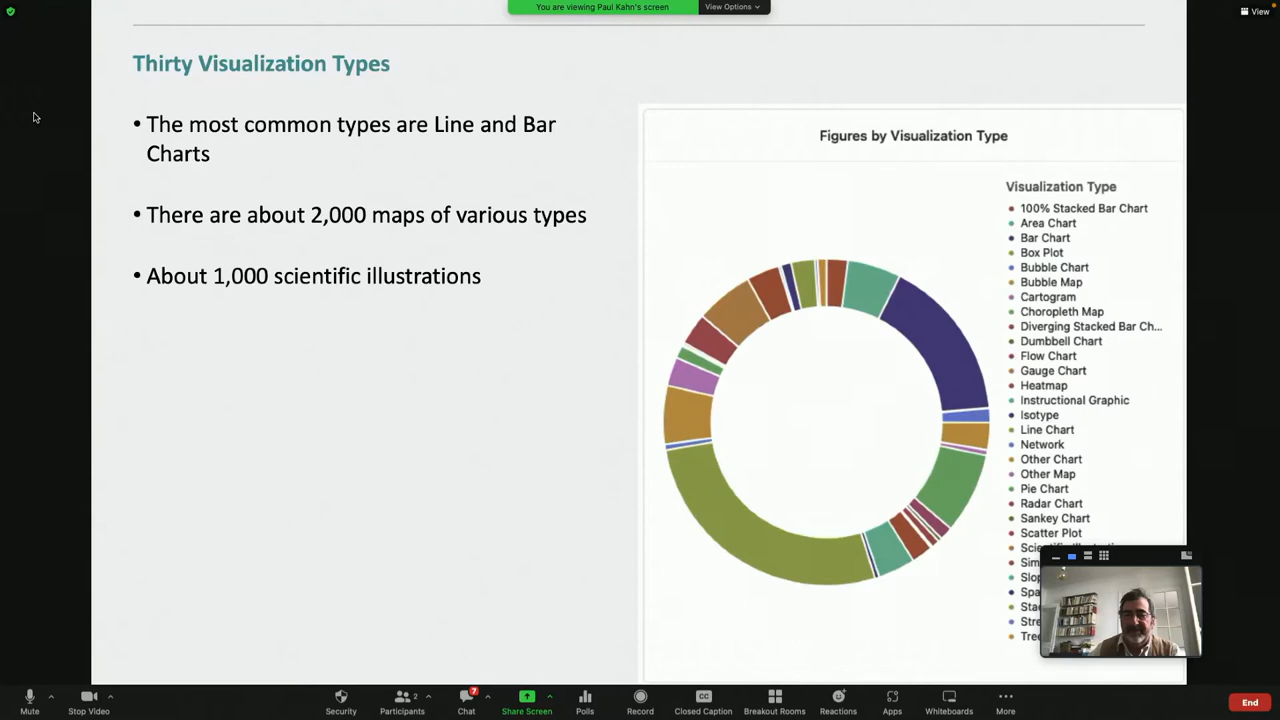 You are viewing Paul Kahn's screen
View Options
View
Thirty Visualization Types
• The most common types are Line and Bar
Charts
• There are about 2,000 maps of various types
• About 1,000 scientific illustrations
Figures by Visualization Type
Visualization Type
100% Stacked Bar Chart
Area Chart
Bar Chart
Box Plot
Bubble Chart
Bubble Map
Cartogram
Choropleth Map
Diverging Stacked Bar Ch...
Dumbbell Chart
Flow Chart
Gauge Chart
Heatmap
Instructional Graphic
Isotype
Line Chart
Network
Other Chart
Other Map
Pie Chart
Radar Chart
Sankey Chart
Scatter Plot
Mute
Stop Video
Security
2
Participants
7
Chat
Share Screen
Polls
Record
CC
Closed Caption
Breakout Rooms
Reactions
Apps
Whiteboards
More
End